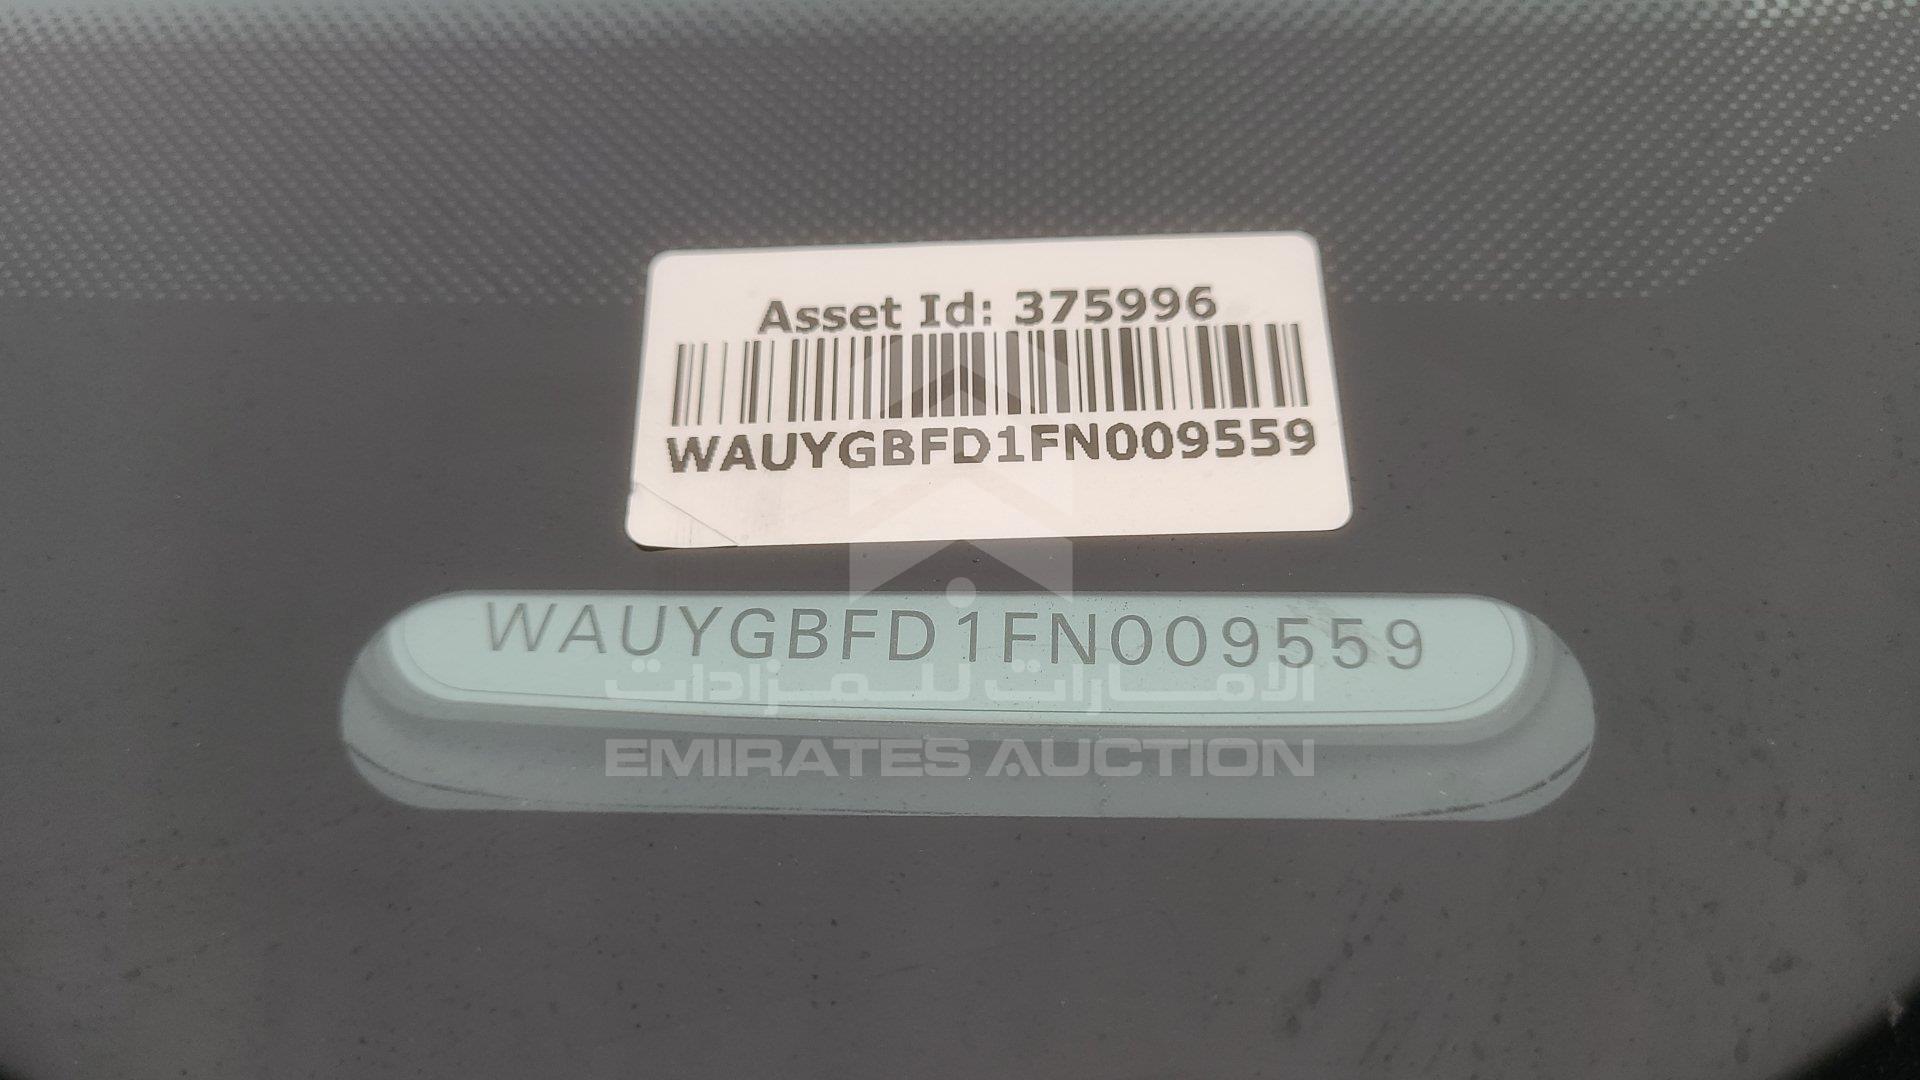 Asset Id: 375996
WAUYGBFD1FN009559
WAUYGBFD1FN009559
الامارات للمزادات
EMIRATES AUCTION